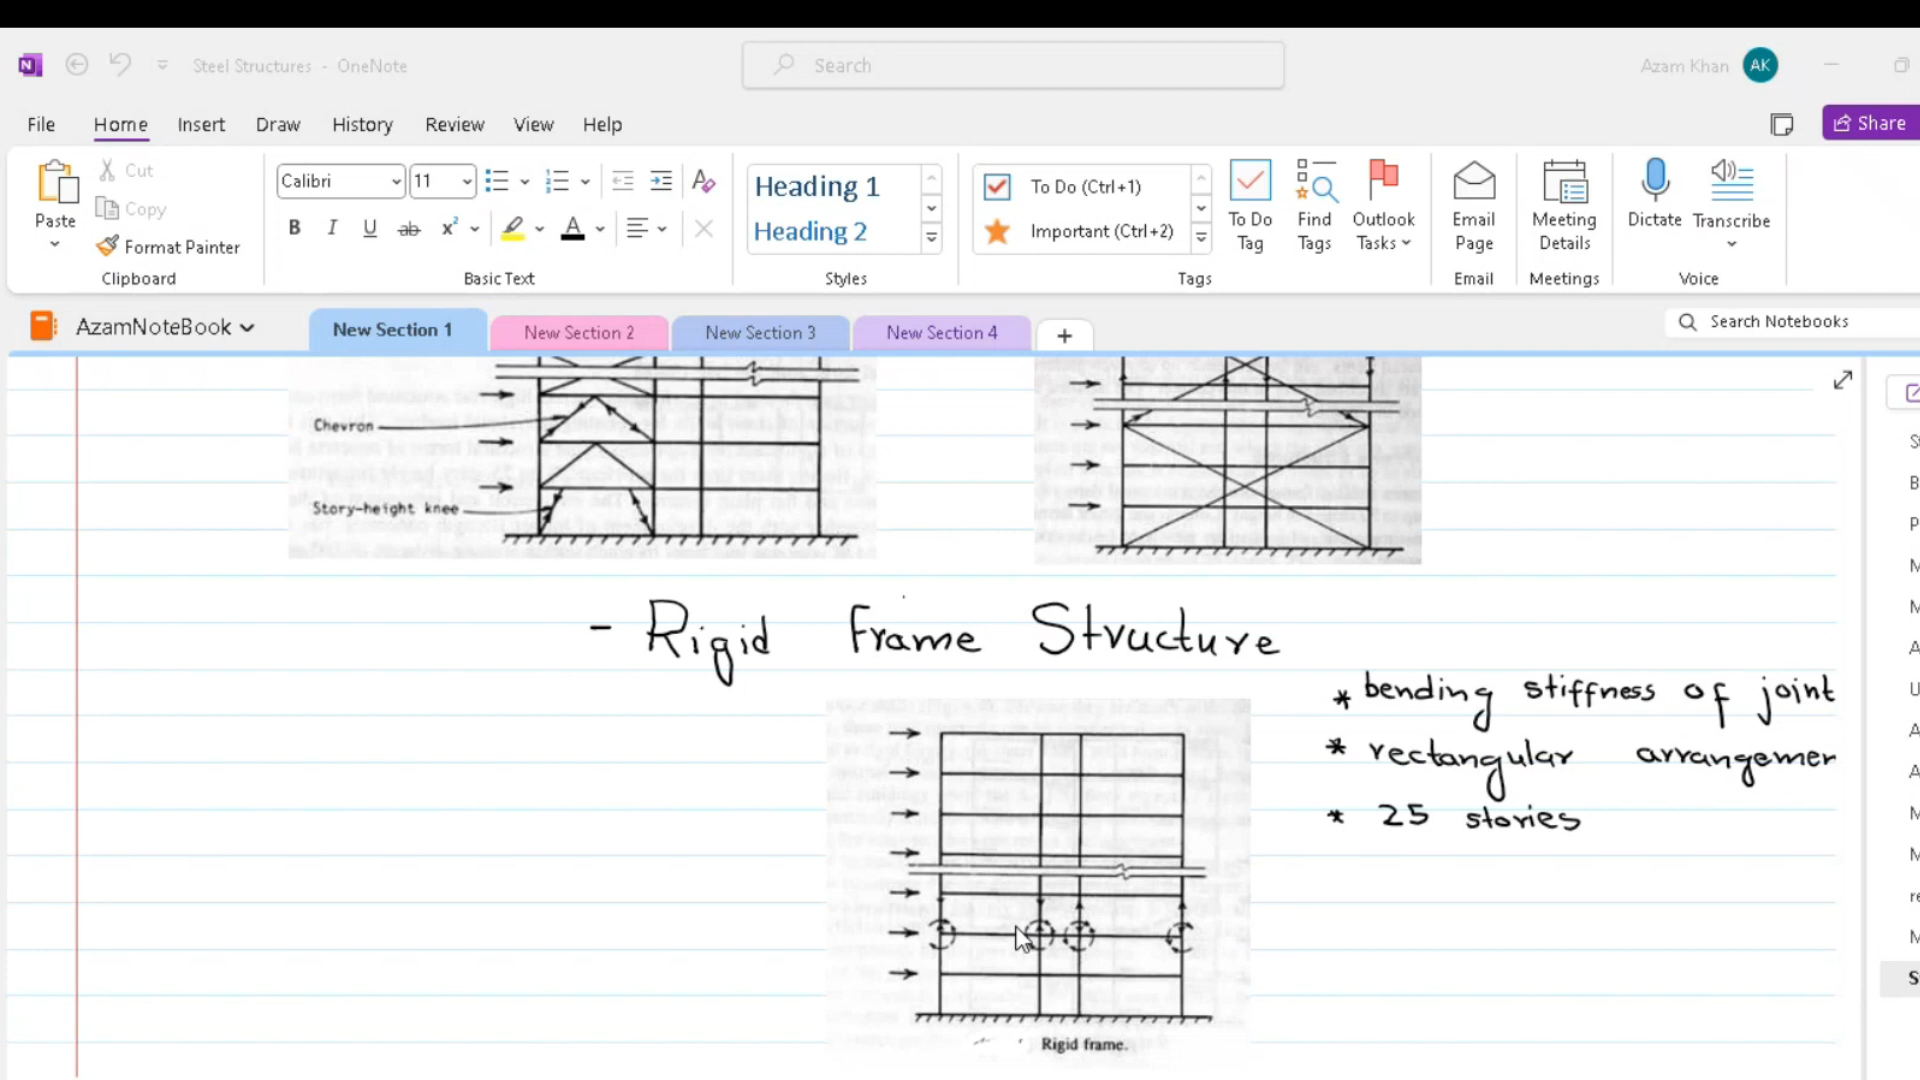 Steel Structures - OneNote
Search
Azam Khan AK
File Home Insert Draw History Review View Help
Share
Paste
Cut
Copy
Format Painter
Clipboard
Calibri 11
B I U ab x²
A
Basic Text
Heading 1
Heading 2
Styles
To Do (Ctrl+1)
Important (Ctrl+2)
Tags
To Do Tag
Find Tags
Outlook Tasks
Email Page
Email
Meeting Details
Meetings
Dictate
Transcribe
Voice
AzamNoteBook
New Section 1
New Section 2
New Section 3
New Section 4
+
Search Notebooks
Chevron
Story-height knee
- Rigid Frame Structure
* bending stiffness of joint
* rectangular arrangemen
* 25 stories
Rigid frame.